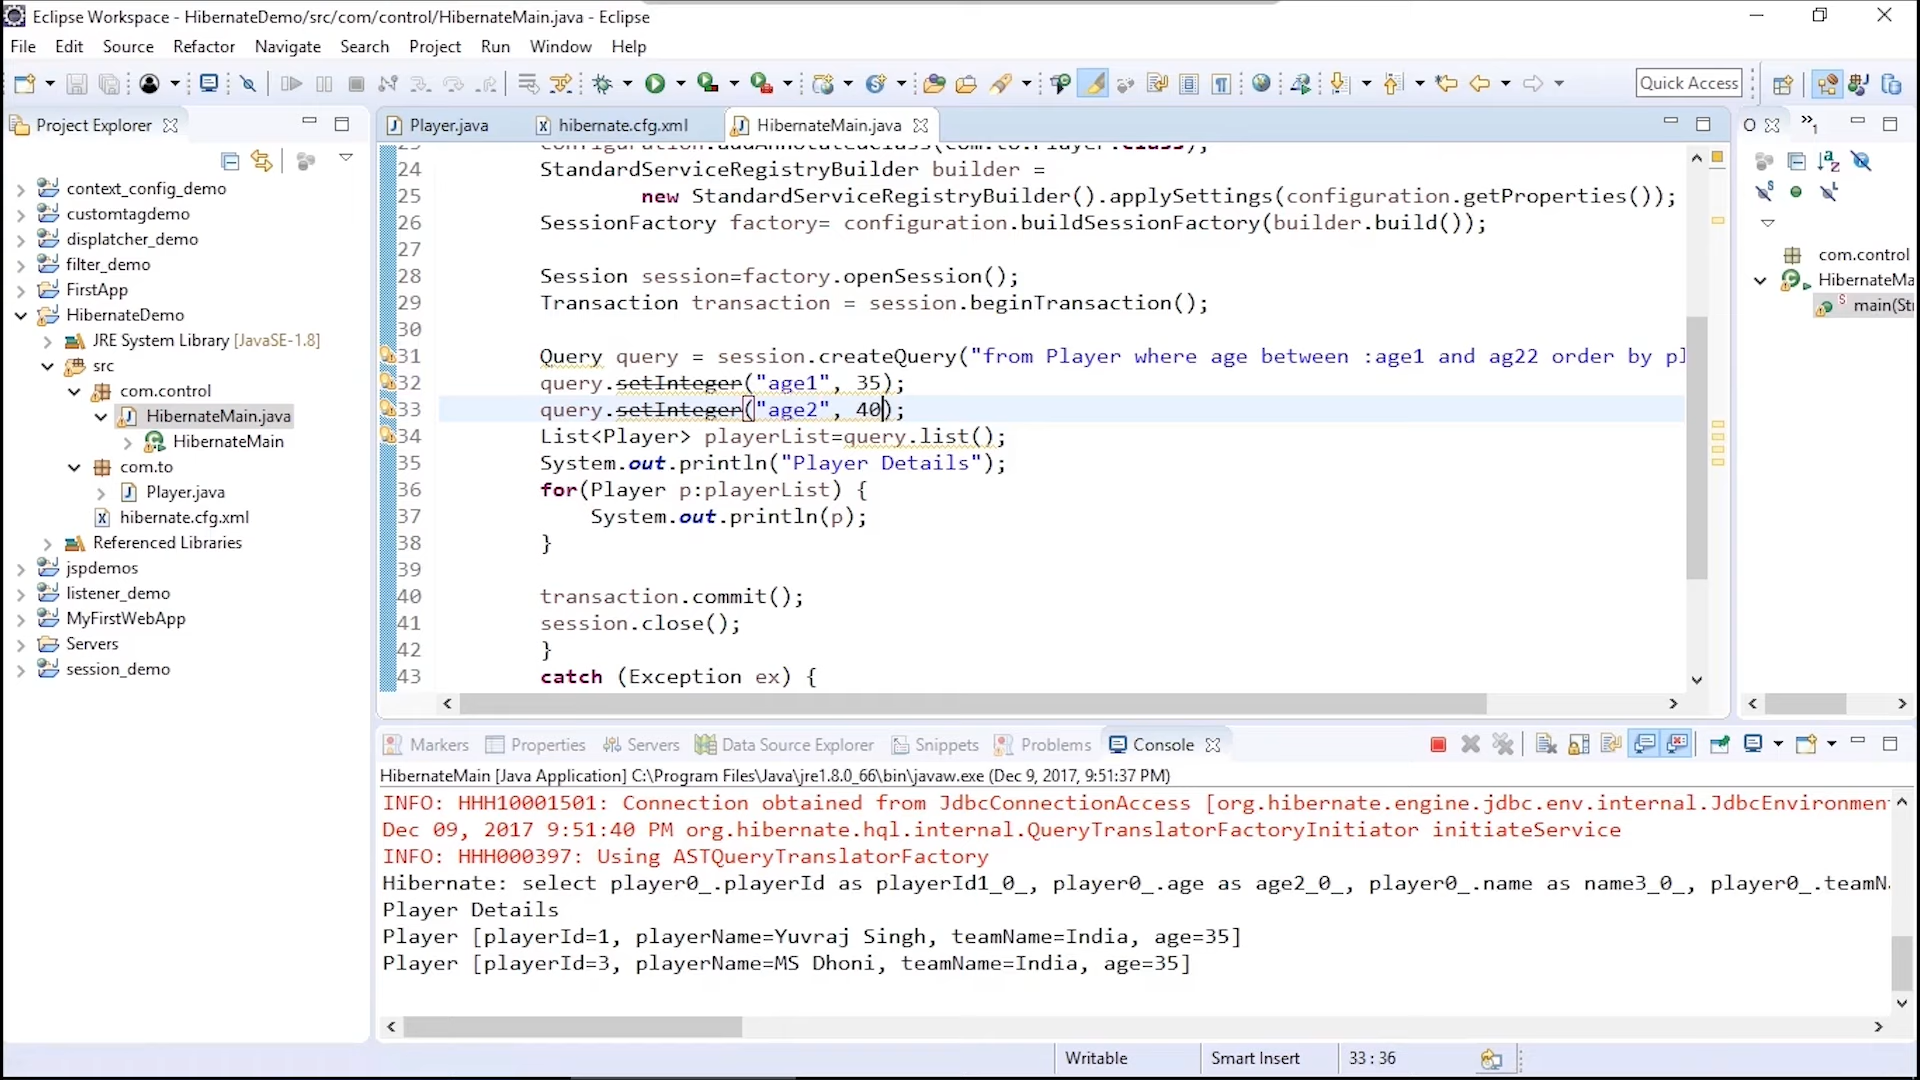 Eclipse Workspace - HibernateDemo/src/com/control/HibernateMain.java - Eclipse
File Edit Source Refactor Navigate Search Project Run Window Help
Quick Access
Project Explorer
context_config_demo
customtagdemo
displatcher_demo
filter_demo
FirstApp
HibernateDemo
JRE System Library [JavaSE-1.8]
src
com.control
HibernateMain.java
HibernateMain
com.to
Player.java
hibernate.cfg.xml
Referenced Libraries
jspdemos
listener_demo
MyFirstWebApp
Servers
session_demo
Player.java hibernate.cfg.xml HibernateMain.java
23 configuration.addAnnotatedClass(com.to.Player.class);
24 StandardServiceRegistryBuilder builder =
25 new StandardServiceRegistryBuilder().applySettings(configuration.getProperties());
26 SessionFactory factory= configuration.buildSessionFactory(builder.build());
27
28 Session session=factory.openSession();
29 Transaction transaction = session.beginTransaction();
30
31 Query query = session.createQuery("from Player where age between :age1 and ag22 order by pl
32 query.setInteger("age1", 35);
33 query.setInteger("age2", 40);
34 List<Player> playerList=query.list();
35 System.out.println("Player Details");
36 for(Player p:playerList) {
37 System.out.println(p);
38 }
39
40 transaction.commit();
41 session.close();
42 }
43 catch (Exception ex) {
O
com.control
HibernateMa
main(Stri
Markers Properties Servers Data Source Explorer Snippets Problems Console
HibernateMain [Java Application] C:\Program Files\Java\jre1.8.0_66\bin\javaw.exe (Dec 9, 2017, 9:51:37 PM)
INFO: HHH10001501: Connection obtained from JdbcConnectionAccess [org.hibernate.engine.jdbc.env.internal.JdbcEnvironment
Dec 09, 2017 9:51:40 PM org.hibernate.hql.internal.QueryTranslatorFactoryInitiator initiateService
INFO: HHH000397: Using ASTQueryTranslatorFactory
Hibernate: select player0_.playerId as playerId1_0_, player0_.age as age2_0_, player0_.name as name3_0_, player0_.teamN
Player Details
Player [playerId=1, playerName=Yuvraj Singh, teamName=India, age=35]
Player [playerId=3, playerName=MS Dhoni, teamName=India, age=35]
Writable Smart Insert 33 : 36